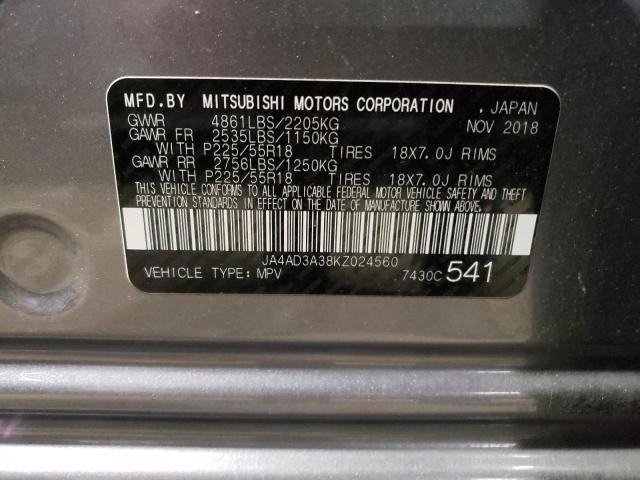 MFD.BY MITSUBISHI MOTORS CORPORATION . JAPAN
GVWR 4861LBS/2205KG NOV 2018
GAWR FR 2535LBS/1150KG
WITH P225/55R18 TIRES 18X7.0J RIMS
GAWR RR 2756LBS/1250KG
WITH P225/55R18 TIRES 18X7.0J RIMS
THIS VEHICLE CONFORMS TO ALL APPLICABLE FEDERAL MOTOR VEHICLE SAFETY AND THEFT
PREVENTION STANDARDS IN EFFECT ON THE DATE OF MANUFACTURE SHOWN ABOVE.
JA4AD3A38KZ024560
VEHICLE TYPE:MPV 7430C 541